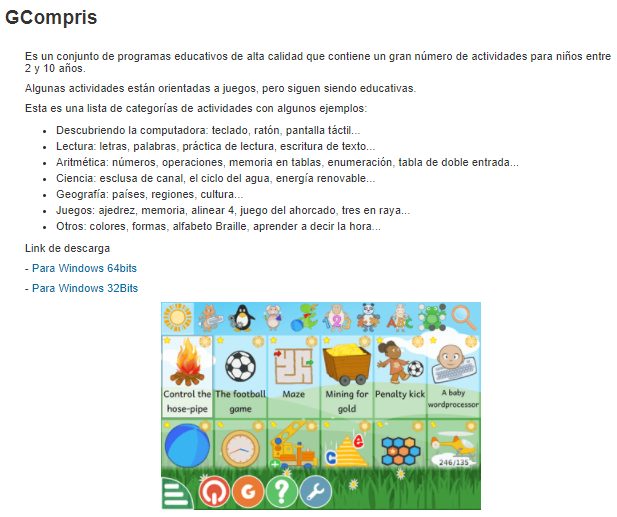 GCompris
Es un conjunto de programas educativos de alta calidad que contiene un gran número de actividades para niños entre
2 y 10 años.
Algunas actividades están orientadas a juegos, pero siguen siendo educativas.
Esta es una lista de categorías de actividades con algunos ejemplos:
• Descubriendo la computadora: teclado, ratón, pantalla táctil...
• Lectura: letras, palabras, práctica de lectura, escritura de texto...
• Aritmética: números, operaciones, memoria en tablas, enumeración, tabla de doble entrada...
• Ciencia: esclusa de canal, el ciclo del agua, energía renovable...
• Geografía: países, regiones, cultura...
• Juegos: ajedrez, memoria, alinear 4, juego del ahorcado, tres en raya...
• Otros: colores, formas, alfabeto Braille, aprender a decir la hora...
Link de descarga
- Para Windows 64bits
- Para Windows 32Bits
Control the
hose-pipe
The football
game
Maze
Mining for
gold
Penalty kick
A baby
wordprocessor
246/135
G
?